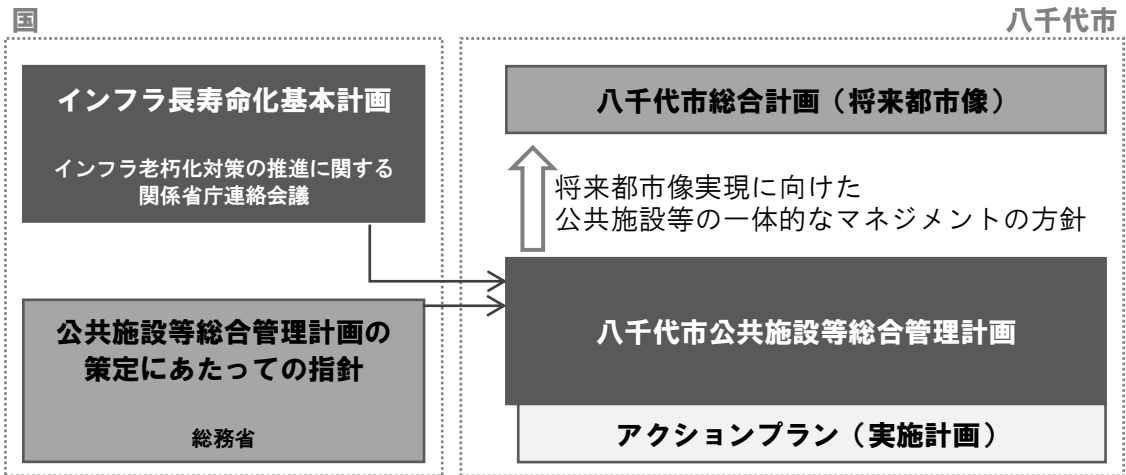 国
インフラ長寿命化基本計画
インフラ老朽化対策の推進に関する
関係省庁連絡会議
公共施設等総合管理計画の
策定にあたっての指針
総務省
八千代市
八千代市総合計画（将来都市像）
将来都市像実現に向けた
公共施設等の一体的なマネジメントの方針
八千代市公共施設等総合管理計画
アクションプラン（実施計画）